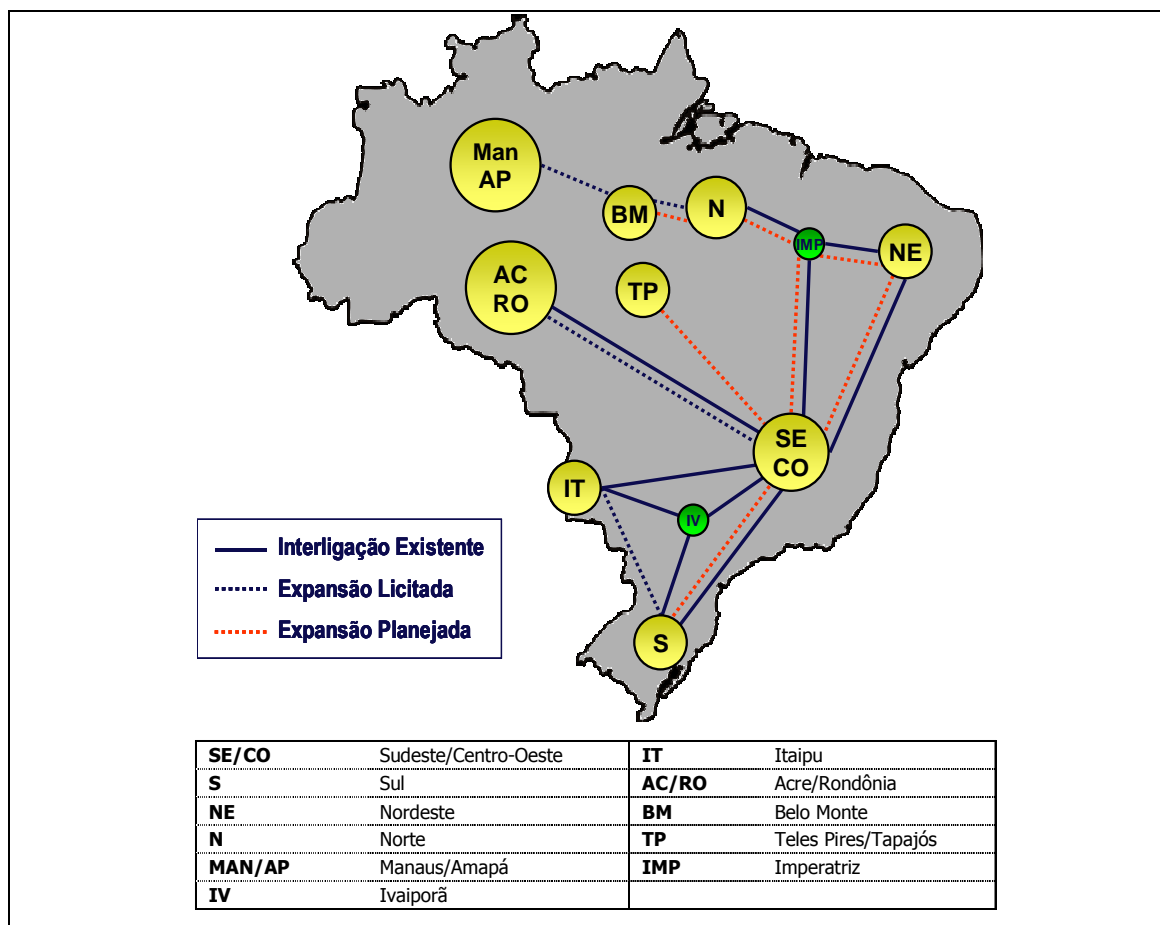 Man
AP
BM
N
IMP
NE
AC
RO
TP
SE
CO
IT
IV
S
Interligação Existente
Expansão Licitada
Expansão Planejada
SE/CO Sudeste/Centro-Oeste IT Itaipu
S Sul AC/RO Acre/Rondônia
NE Nordeste BM Belo Monte
N Norte TP Teles Pires/Tapajós
MAN/AP Manaus/Amapá IMP Imperatriz
IV Ivaiporã